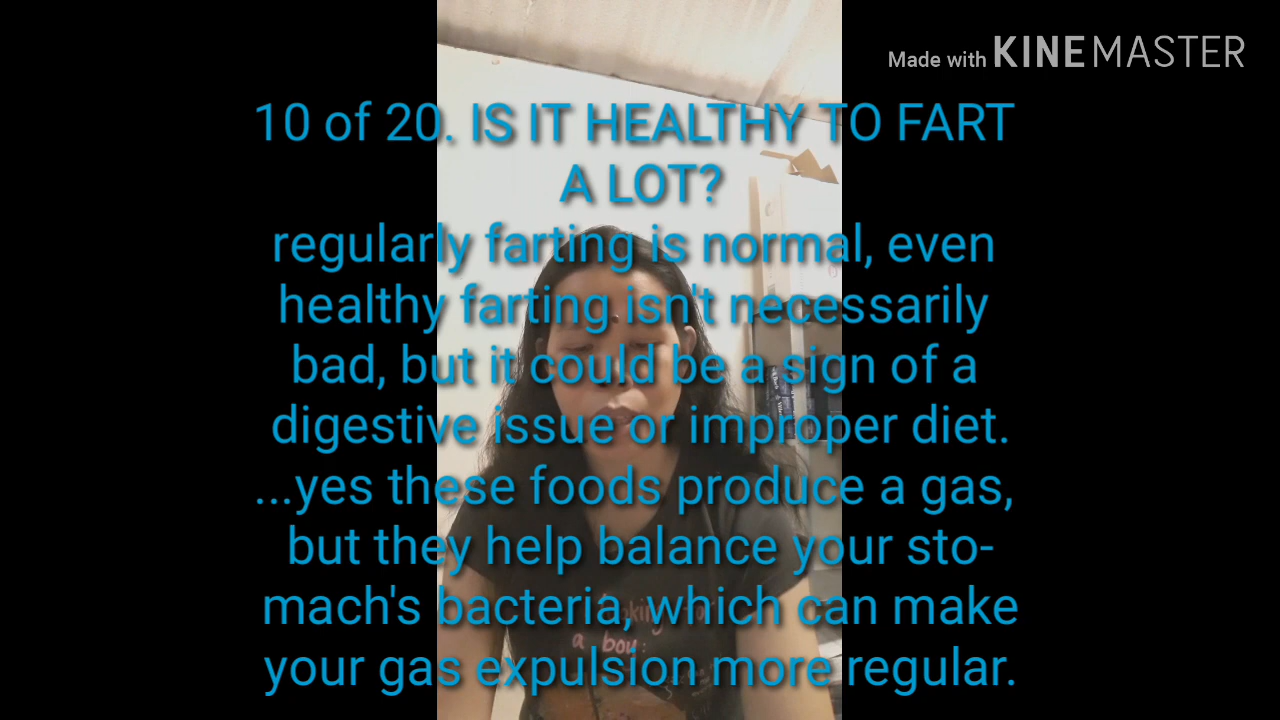 Made with KINEMASTER
10 of 20. IS IT HEALTHY TO FART
A LOT?
regularly farting is normal, even
healthy farting isn't necessarily
bad, but it could be a sign of a
digestive issue or improper diet.
...yes these foods produce a gas,
but they help balance your sto-
mach's bacteria, which can make
your gas expulsion more regular.
a boy: